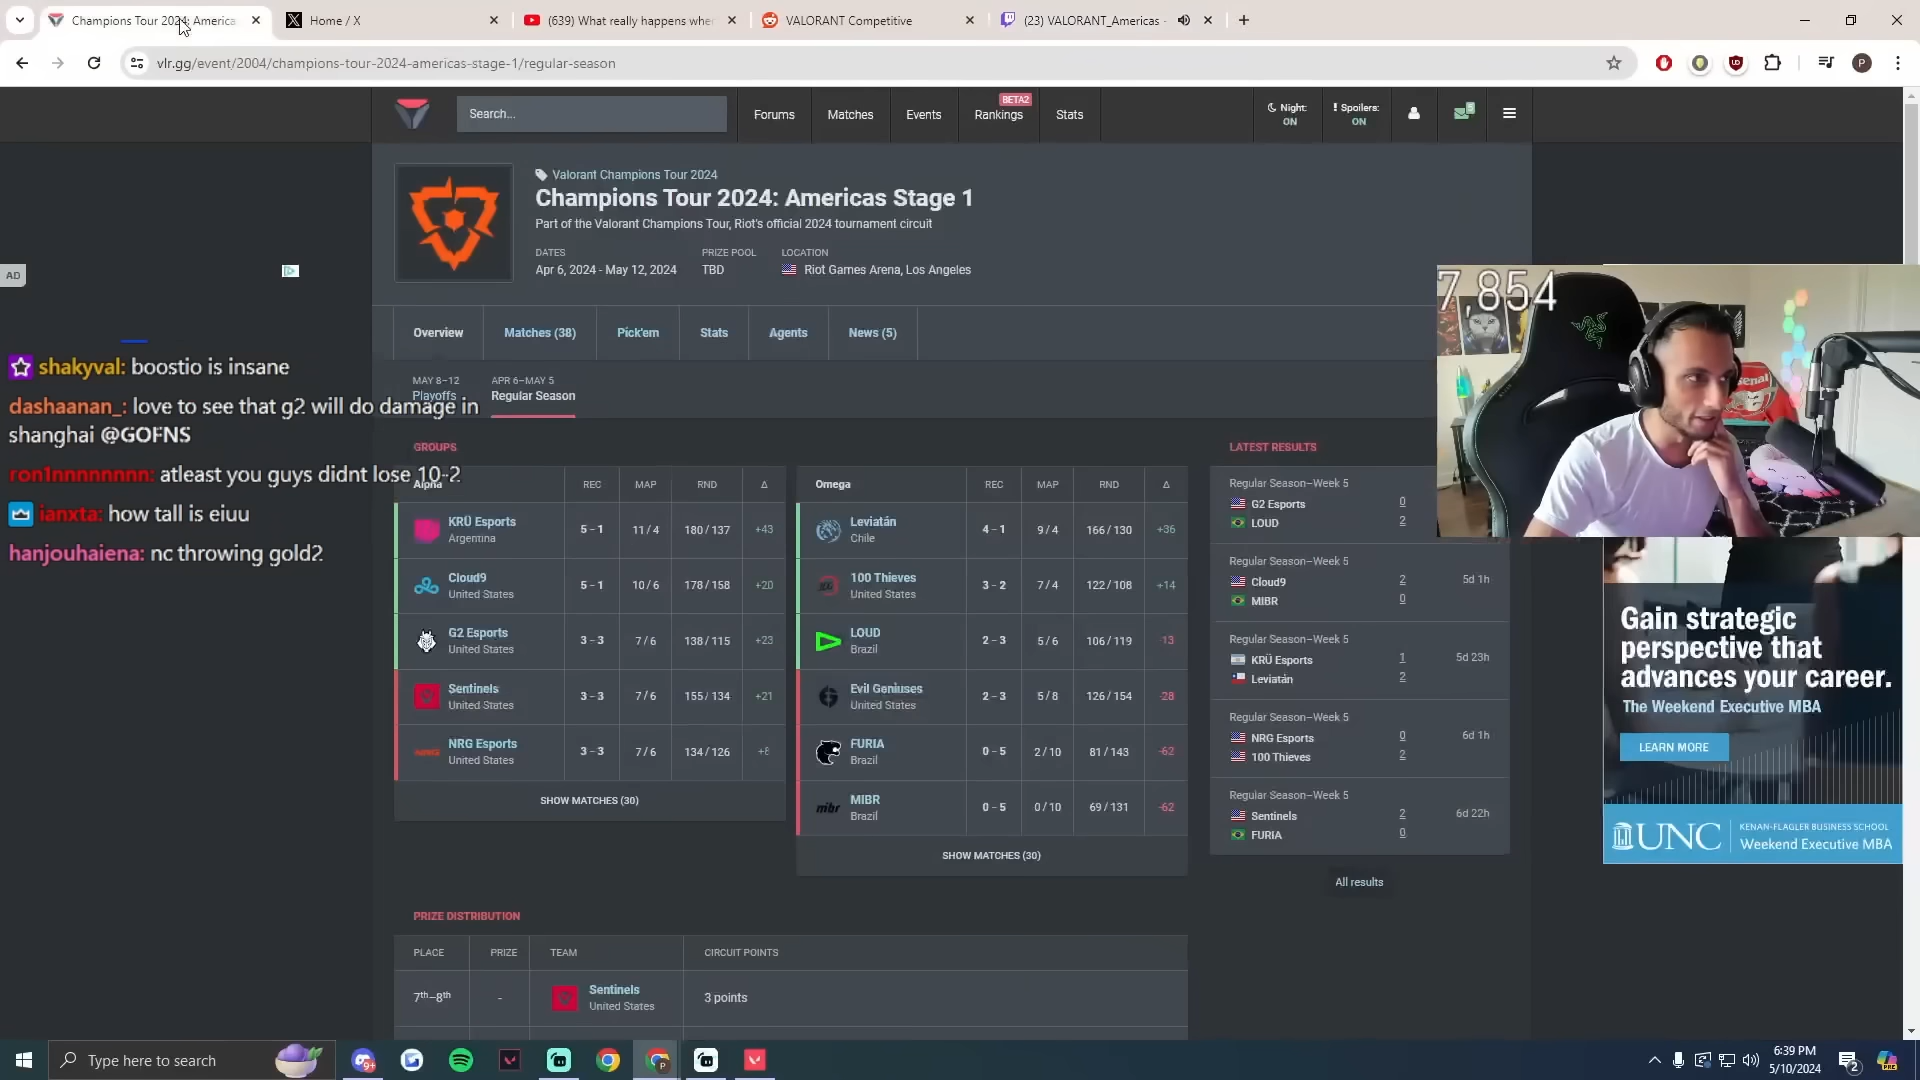 Champions Tour 2024: America
Home / X
(639) What really happens whe
VALORANT Competitive
(23) VALORANT_Americas -
vlr.gg/event/2004/champions-tour-2024-americas-stage-1/regular-season
P
Search...
Forums
Matches
Events
BETA2
Rankings
Stats
Night:
ON
Spoilers:
ON
Valorant Champions Tour 2024
Champions Tour 2024: Americas Stage 1
Part of the Valorant Champions Tour, Riot's official 2024 tournament circuit
DATES PRIZE POOL LOCATION
Apr 6, 2024 - May 12, 2024 TBD Riot Games Arena, Los Angeles
AD
7,854
Overview Matches (38) Pick'em Stats Agents News (5)
MAY 8–12 APR 6–MAY 5
Playoffs Regular Season
shakyval: boostio is insane
dashaanan_: love to see that g2 will do damage in
shanghai @GOFNS
ron1nnnnnnnn: atleast you guys didnt lose 10-2
ianxta: how tall is eiuu
hanjouhaiena: nc throwing gold2
GROUPS
Alpha REC MAP RND Δ
KRÜ Esports 5 – 1 11 / 4 180 / 137 +43
Argentina
Cloud9 5 – 1 10 / 6 178 / 158 +20
United States
G2 Esports 3 – 3 7 / 6 138 / 115 +23
United States
Sentinels 3 – 3 7 / 6 155 / 134 +21
United States
NRG Esports 3 – 3 7 / 6 134 / 126 +8
United States
SHOW MATCHES (30)
Omega REC MAP RND Δ
Leviatán 4 – 1 9 / 4 166 / 130 +36
Chile
100 Thieves 3 – 2 7 / 4 122 / 108 +14
United States
LOUD 2 – 3 5 / 6 106 / 119 -13
Brazil
Evil Geniuses 2 – 3 5 / 8 126 / 154 -28
United States
FURIA 0 – 5 2 / 10 81 / 143 -62
Brazil
mibr
MIBR 0 – 5 0 / 10 69 / 131 -62
Brazil
SHOW MATCHES (30)
LATEST RESULTS
Regular Season–Week 5
G2 Esports 0
LOUD 2
Regular Season–Week 5
Cloud9 2 5d 1h
MIBR 0
Regular Season–Week 5
KRÜ Esports 1 5d 23h
Leviatán 2
Regular Season–Week 5
NRG Esports 0 6d 1h
100 Thieves 2
Regular Season–Week 5
Sentinels 2 6d 22h
FURIA 0
All results
Gain strategic
perspective that
advances your career.
The Weekend Executive MBA
LEARN MORE
UNC KENAN-FLAGLER BUSINESS SCHOOL
Weekend Executive MBA
PRIZE DISTRIBUTION
PLACE PRIZE TEAM CIRCUIT POINTS
7th–8th - Sentinels 3 points
United States
Type here to search
9+
P
6:39 PM
5/10/2024
2
PRE